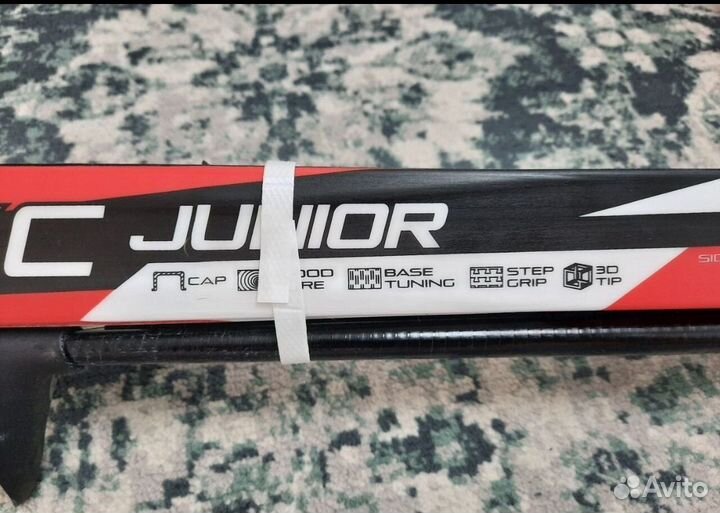 C JUNIOR
CAP OOD RE BASE TUNING STEP GRIP 3D TIP
Avito